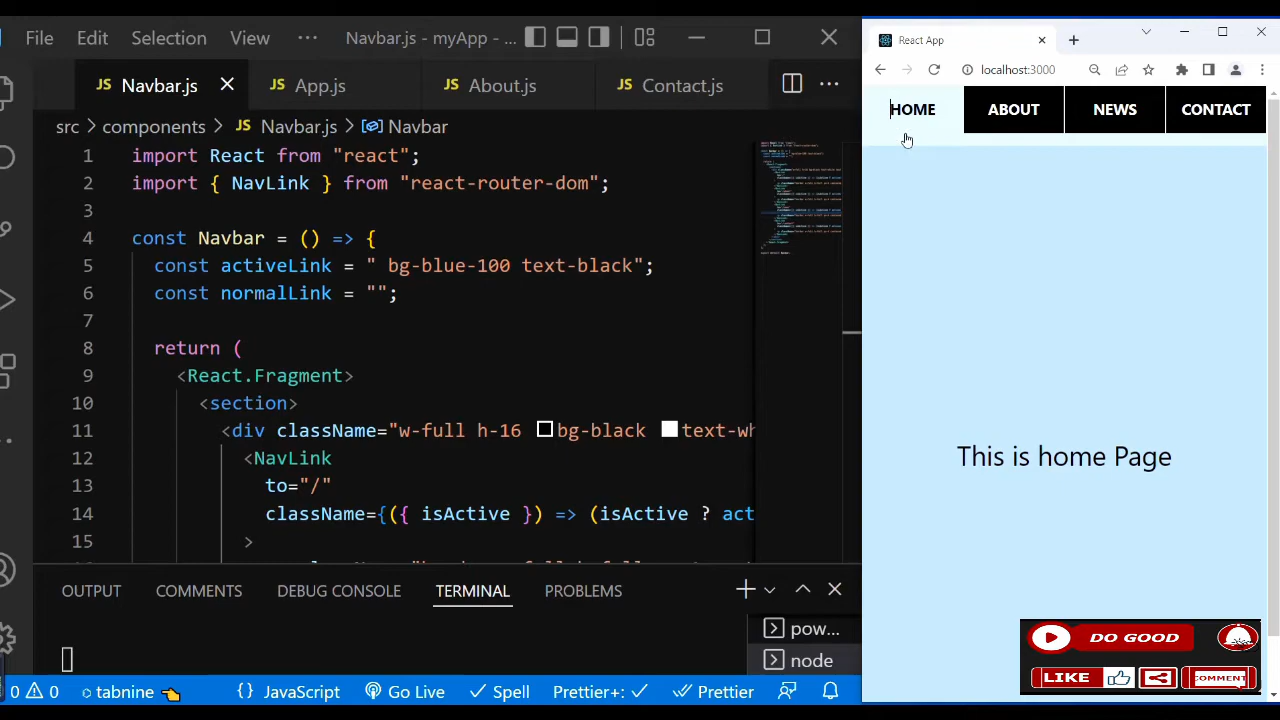 File Edit Selection View ··· Navbar.js - myApp - ...
Navbar.js App.js About.js Contact.js ···
src > components > Navbar.js > Navbar
1 import React from "react";
2 import { NavLink } from "react-router-dom";
3
4 const Navbar = () => {
5 const activeLink = " bg-blue-100 text-black";
6 const normalLink = "";
7
8 return (
9 <React.Fragment>
10 <section>
11 <div className="w-full h-16 bg-black text-wh
12 <NavLink
13 to="/"
14 className={({ isActive }) => (isActive ? act
15 >
OUTPUT COMMENTS DEBUG CONSOLE TERMINAL PROBLEMS
pow...
node
0 0 tabnine {} JavaScript Go Live Spell Prettier+: Prettier
React App
localhost:3000
HOME ABOUT NEWS CONTACT
This is home Page
DO GOOD
LIKE COMMENT